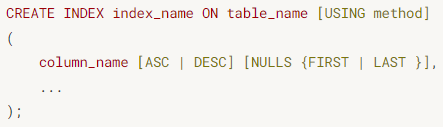 CREATE INDEX index_name ON table_name [USING method]
(
    column_name [ASC | DESC] [NULLS {FIRST | LAST }],
    ...
);